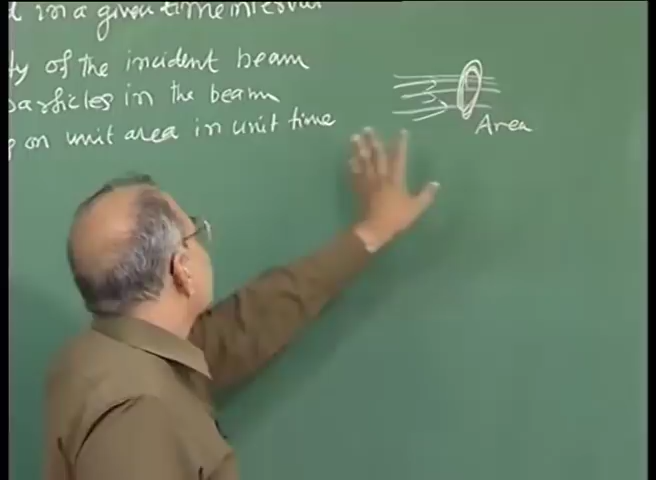 in a given time interval
ty of the incident beam
particles in the beam
on unit area in unit time
Area